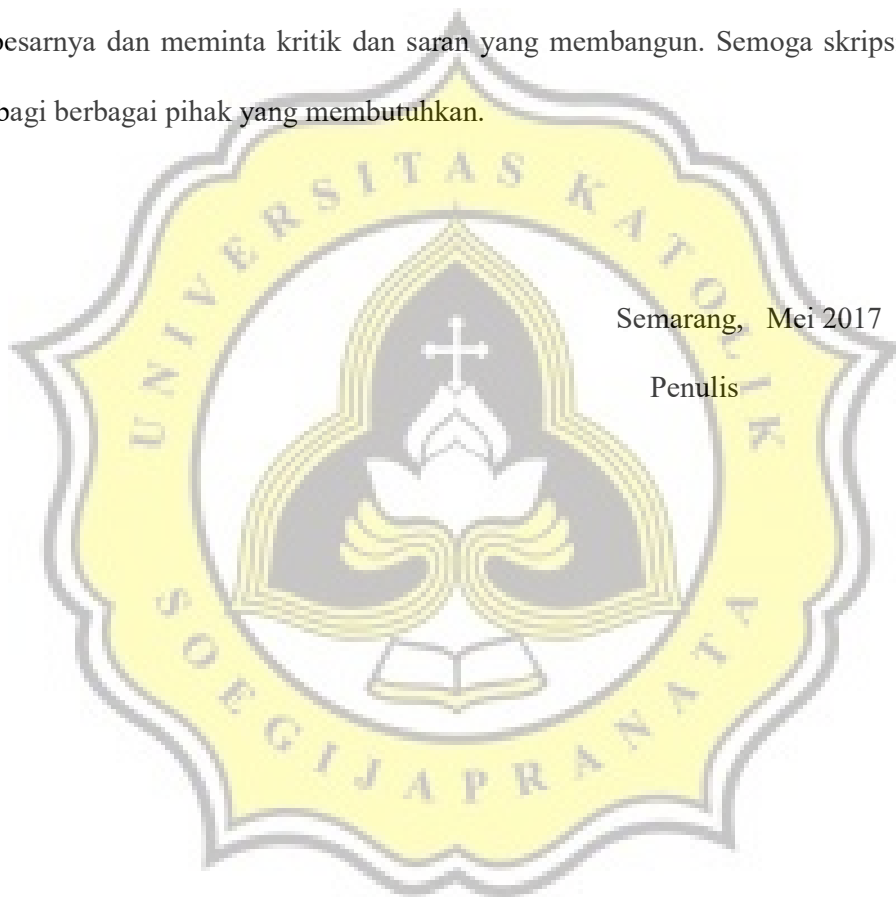 besarnya dan meminta kritik dan saran yang membangun. Semoga skrips
bagi berbagai pihak yang membutuhkan.
UNIVERSITAS KATOLIK
Semarang, Mei 2017
Penulis
SOEGIJAPRANATA